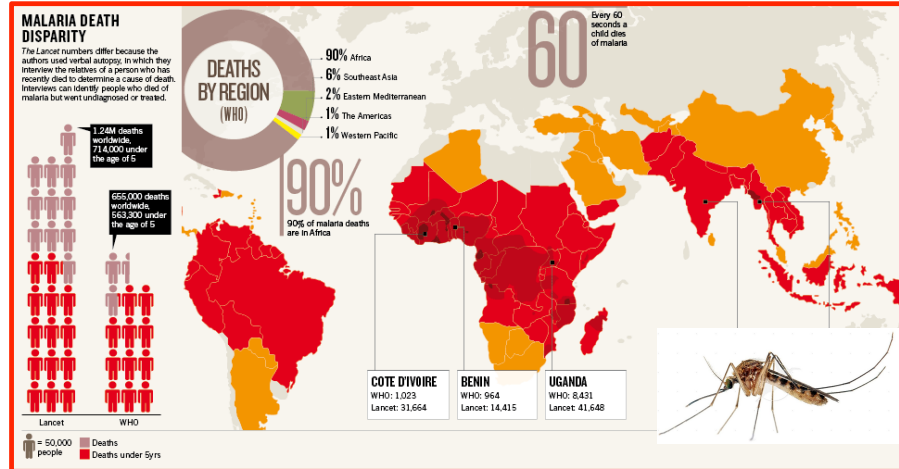 MALARIA DEATH
DISPARITY
The Lancet numbers differ because the
authors used verbal autopsy, in which they
interview the relatives of a person who has
recently died to determine a cause of death.
Interviews can identify people who died of
malaria but went undiagnosed or treated.
1.24M deaths
worldwide,
714,000 under
the age of 5
655,000 deaths
worldwide,
563,300 under
the age of 5
Lancet
WHO
= 50,000
people
Deaths
Deaths under 5yrs
DEATHS
BY REGION
(WHO)
90% Africa
6% Southeast Asia
2% Eastern Mediterranean
1% The Americas
1% Western Pacific
90%
90% of malaria deaths
are in Africa
60
Every 60
seconds a
child dies
of malaria
COTE D'IVOIRE
WHO: 1,023
Lancet: 31,664
BENIN
WHO: 964
Lancet: 14,415
UGANDA
WHO: 8,431
Lancet: 41,648